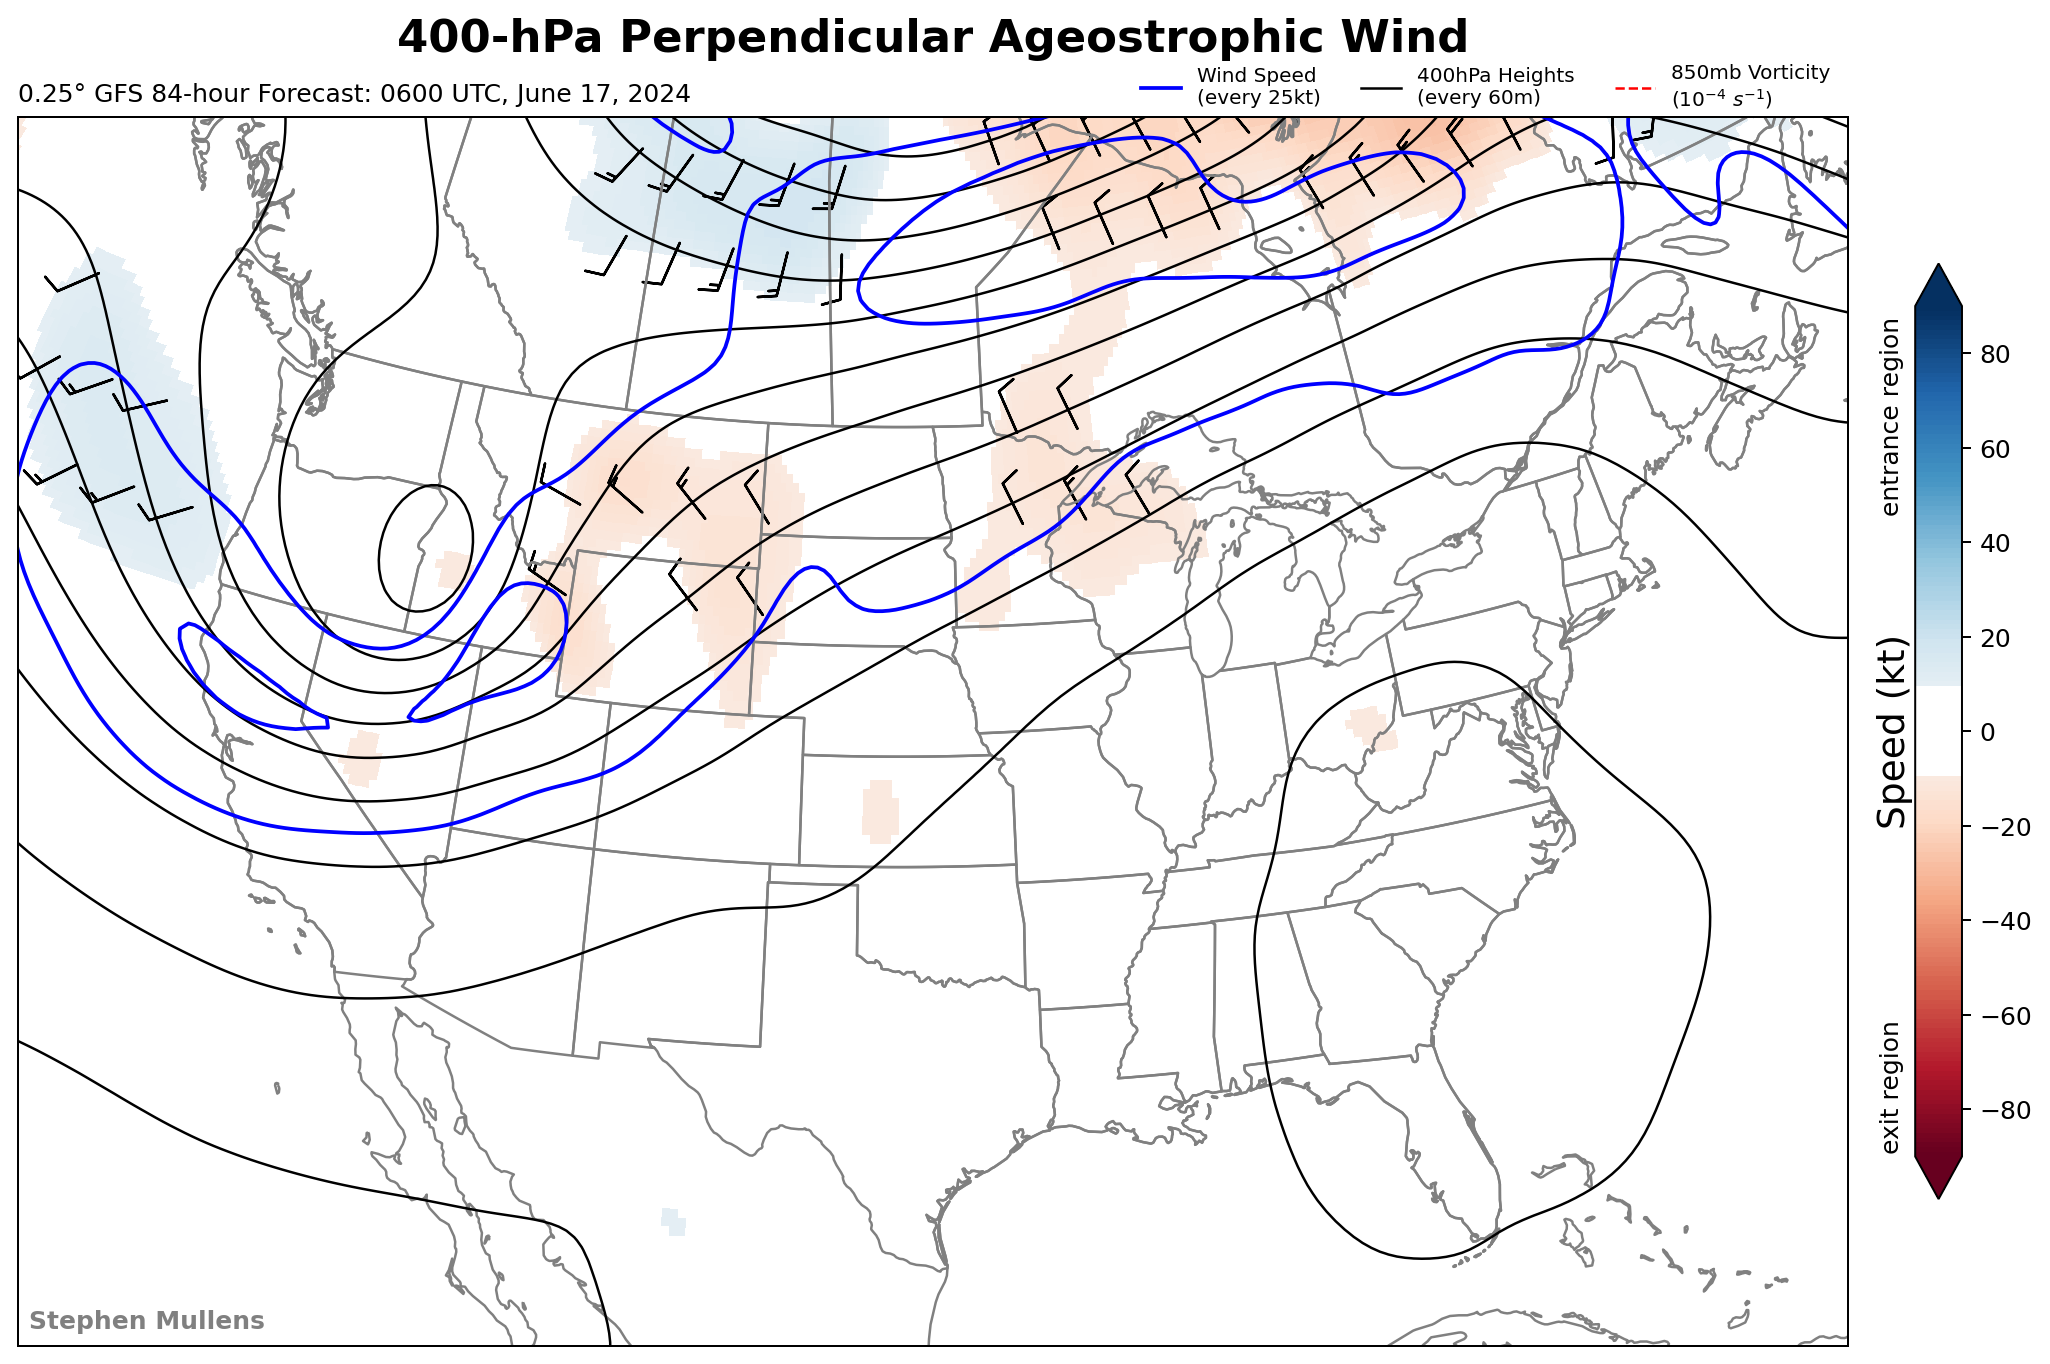 400-hPa Perpendicular Ageostrophic Wind
0.25° GFS 84-hour Forecast: 0600 UTC, June 17, 2024
Wind Speed
(every 25kt)
400hPa Heights
(every 60m)
850mb Vorticity
(10⁻⁴ s⁻¹)
entrance region
Speed (kt)
exit region
80
60
40
20
0
−20
−40
−60
−80
Stephen Mullens